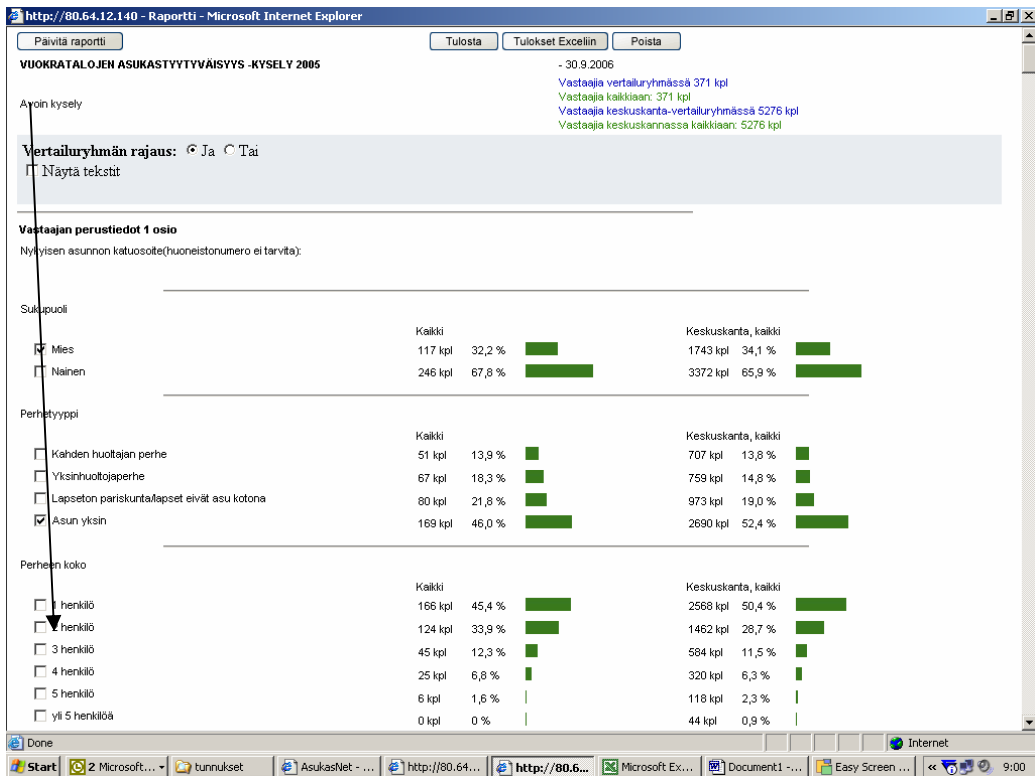 http://80.64.12.140 - Raportti - Microsoft Internet Explorer
Päivitä raportti Tulosta Tulokset Exceliin Poista
VUOKRATALOJEN ASUKASTYYTYVÄISYYS -KYSELY 2005 - 30.9.2006
Vastaajia vertailuryhmässä 371 kpl
Vastaajia kaikkiaan: 371 kpl
Avoin kysely
Vastaajia keskuskanta-vertailuryhmässä 5276 kpl
Vastaajia keskuskannassa kaikkiaan: 5276 kpl
Vertailuryhmän rajaus: Ja Tai
Näytä tekstit
Vastaajan perustiedot 1 osio
Nykyisen asunnon katuosoite(huoneistonumero ei tarvita):
Sukupuoli
Kaikki Keskuskanta, kaikki
Mies 117 kpl 32,2 % 1743 kpl 34,1 %
Nainen 246 kpl 67,8 % 3372 kpl 65,9 %
Perhetyyppi
Kaikki Keskuskanta, kaikki
Kahden huoltajan perhe 51 kpl 13,9 % 707 kpl 13,8 %
Yksinhuoltojaperhe 67 kpl 18,3 % 759 kpl 14,8 %
Lapseton pariskunta/lapset eivät asu kotona 80 kpl 21,8 % 973 kpl 19,0 %
Asun yksin 169 kpl 46,0 % 2690 kpl 52,4 %
Perheen koko
Kaikki Keskuskanta, kaikki
1 henkilö 166 kpl 45,4 % 2568 kpl 50,4 %
2 henkilö 124 kpl 33,9 % 1462 kpl 28,7 %
3 henkilö 45 kpl 12,3 % 584 kpl 11,5 %
4 henkilö 25 kpl 6,8 % 320 kpl 6,3 %
5 henkilö 6 kpl 1,6 % 118 kpl 2,3 %
yli 5 henkilöä 0 kpl 0 % 44 kpl 0,9 %
Done Internet
Start 2 Microsoft... tunnukset AsukasNet - ... http://80.64... http://80.6... Microsoft Ex... Document1 -... Easy Screen ... « 9:00